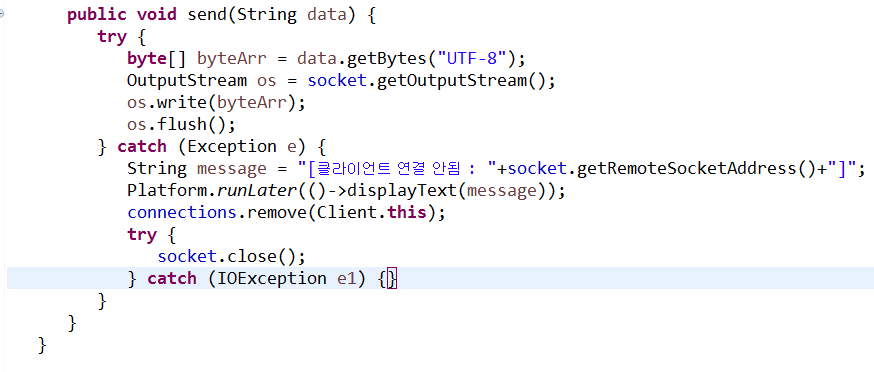 public void send(String data) {
try {
byte[] byteArr = data.getBytes("UTF-8");
OutputStream os = socket.getOutputStream();
os.write(byteArr);
os.flush();
} catch (Exception e) {
String message = "[클라이언트 연결 안됨 : "+socket.getRemoteSocketAddress()+"]";
Platform.runLater(()->displayText(message));
connections.remove(Client.this);
try {
socket.close();
} catch (IOException e1) {}
}
}
}